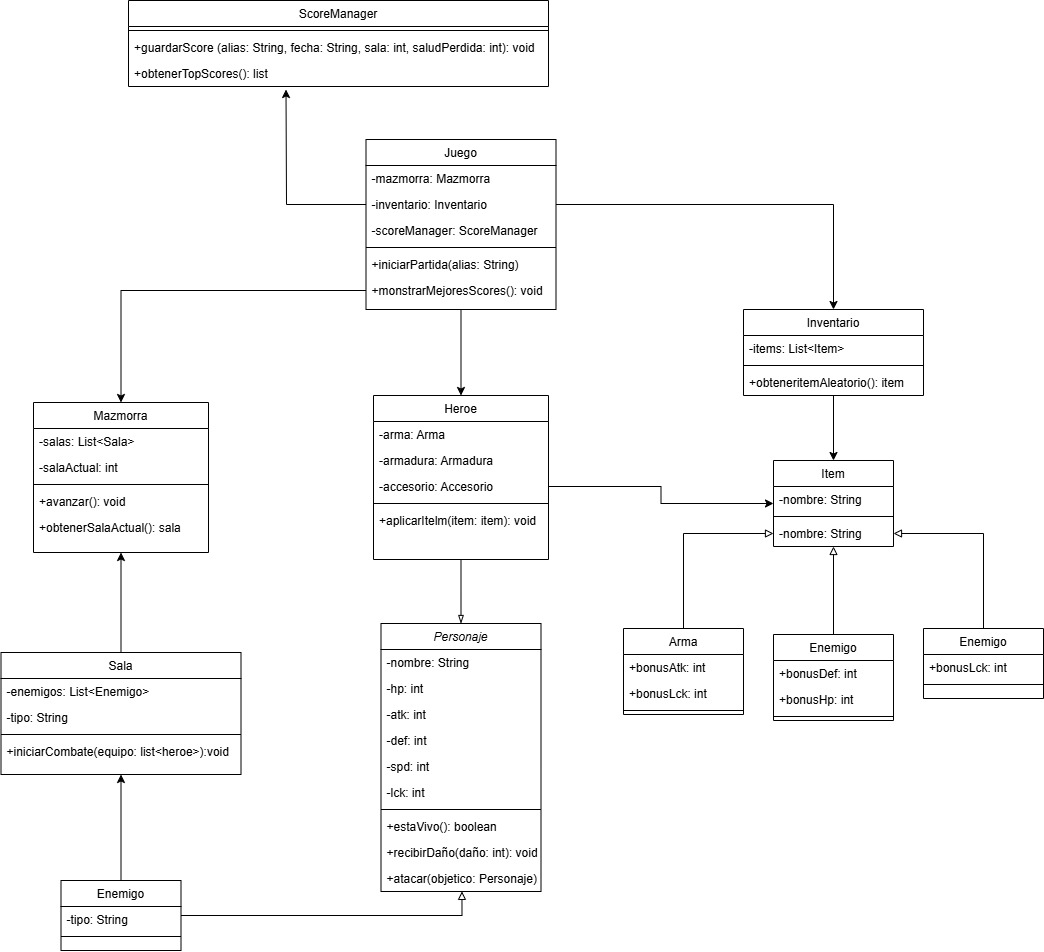 ScoreManager
+guardarScore (alias: String, fecha: String, sala: int, saludPerdida: int): void
+obtenerTopScores(): list
Juego
-mazmorra: Mazmorra
-inventario: Inventario
-scoreManager: ScoreManager
+iniciarPartida(alias: String)
+monstrarMejoresScores(): void
Inventario
-items: List<Item>
+obteneritemAleatorio(): item
Mazmorra
-salas: List<Sala>
-salaActual: int
+avanzar(): void
+obtenerSalaActual(): sala
Heroe
-arma: Arma
-armadura: Armadura
-accesorio: Accesorio
+aplicarItelm(item: item): void
Item
-nombre: String
-nombre: String
Arma
+bonusAtk: int
+bonusLck: int
Enemigo
+bonusDef: int
+bonusHp: int
Enemigo
+bonusLck: int
Personaje
-nombre: String
-hp: int
-atk: int
-def: int
-spd: int
-lck: int
+estaVivo(): boolean
+recibirDaño(daño: int): void
+atacar(objetico: Personaje)
Sala
-enemigos: List<Enemigo>
-tipo: String
+iniciarCombate(equipo: list<heroe>):void
Enemigo
-tipo: String